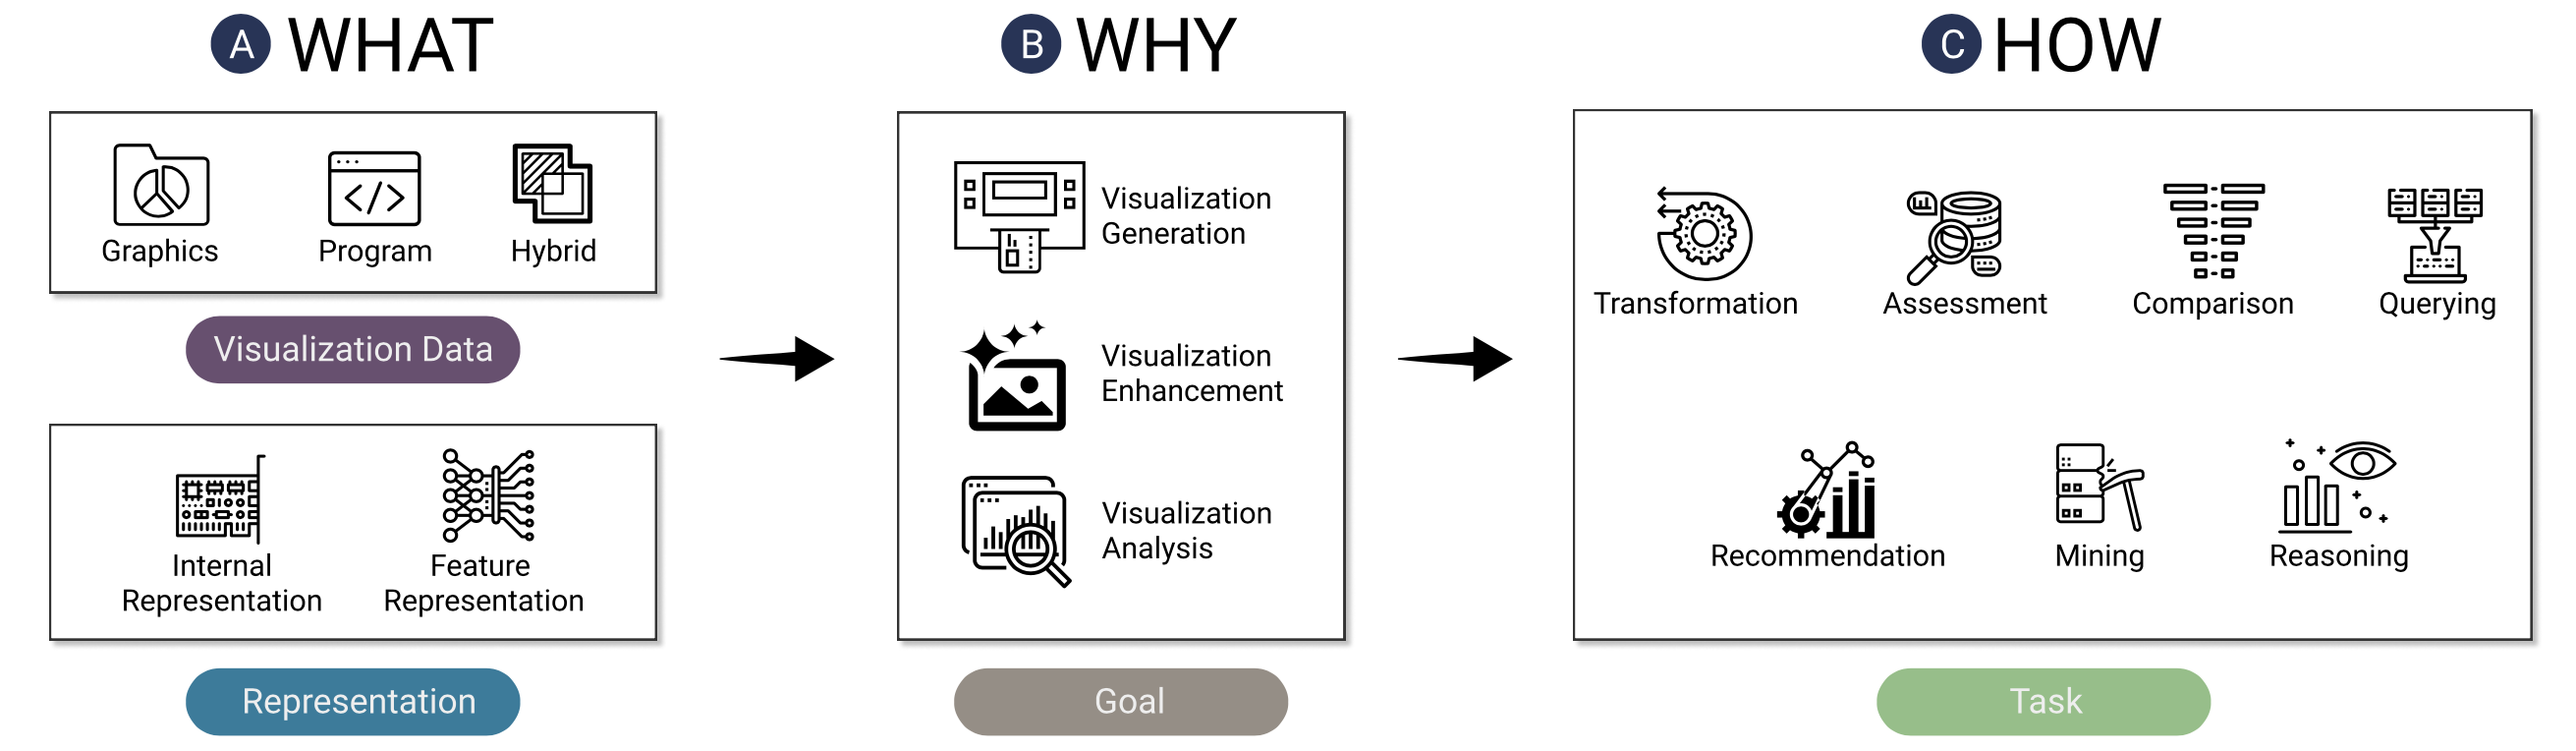 A WHAT
Graphics
Program
</>
Hybrid
Visualization Data
Internal
Representation
Feature
Representation
Representation
B WHY
Visualization
Generation
Visualization
Enhancement
Visualization
Analysis
Goal
C HOW
Transformation
Assessment
Comparison
Querying
Recommendation
Mining
Reasoning
Task